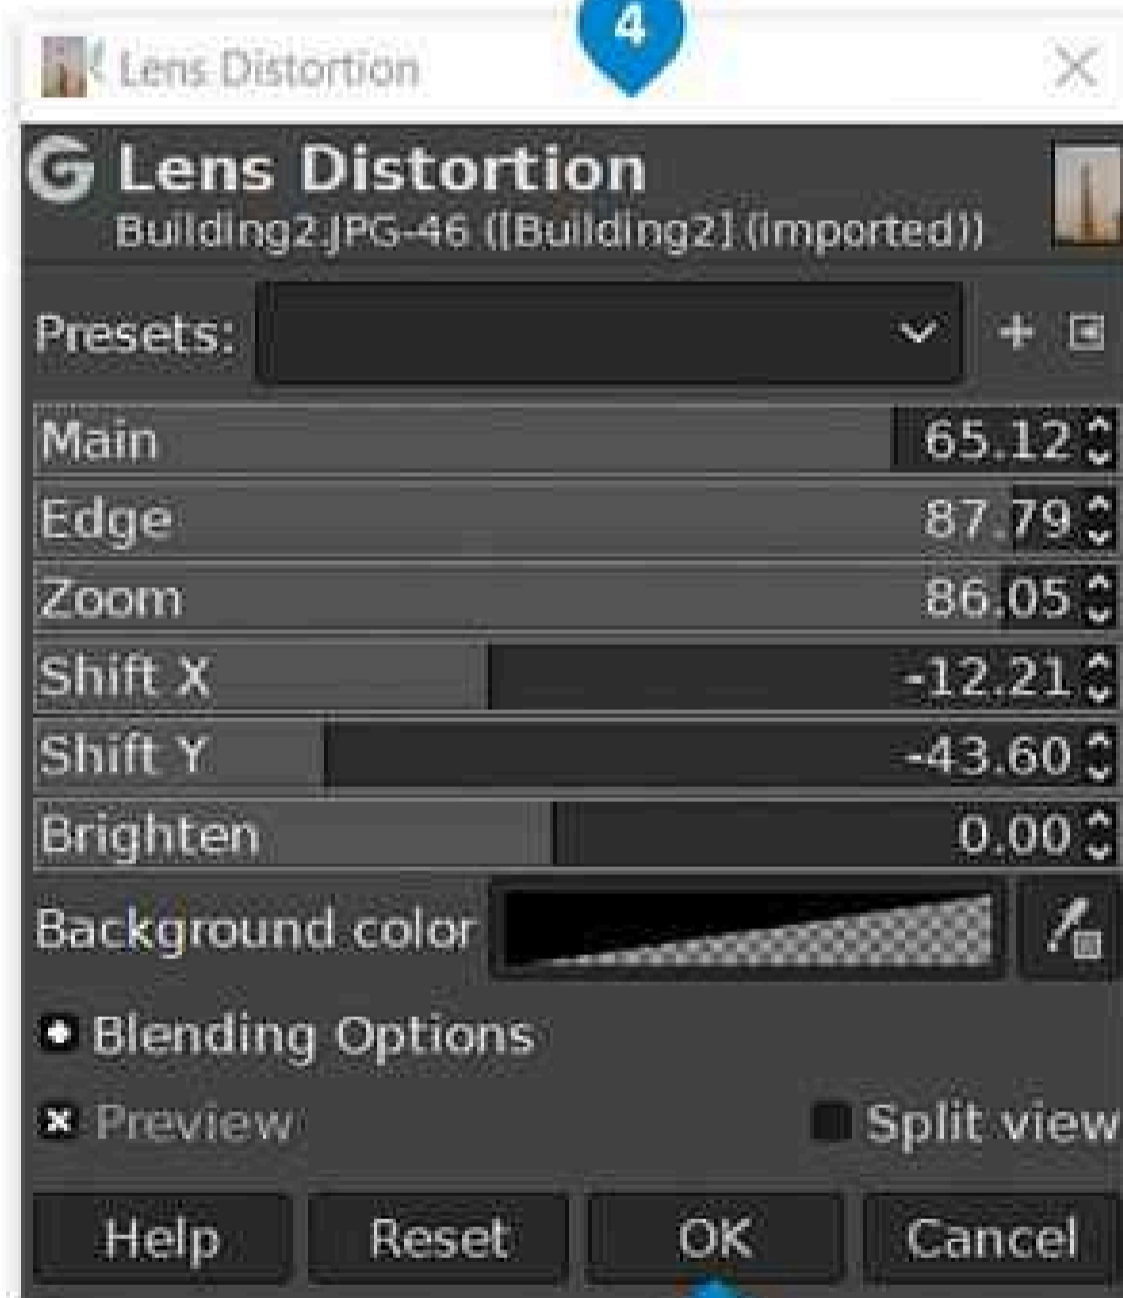 4
Lens Distortion
Lens Distortion
Building2.JPG-46 ([Building2] (imported))
Presets:
Main 65.12
Edge 87.79
Zoom 86.05
Shift X -12.21
Shift Y -43.60
Brighten 0.00
Background color
Blending Options
Preview Split view
Help Reset OK Cancel